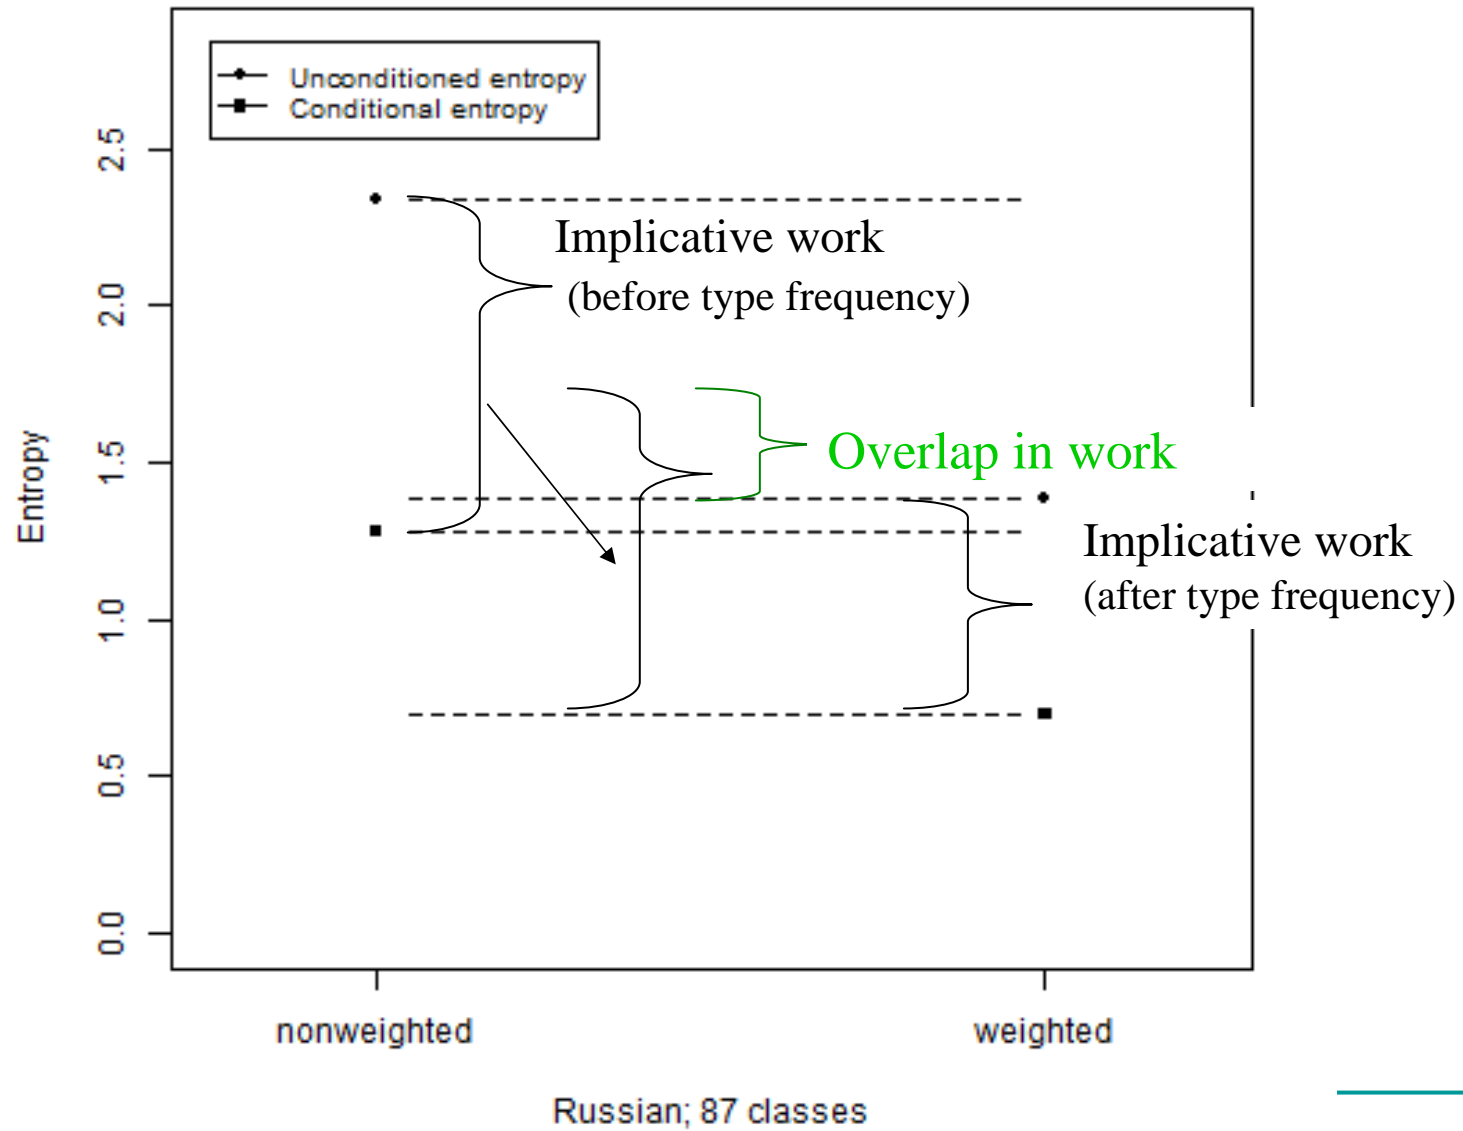 Unconditioned entropy
Conditional entropy
2.5
2.0
1.5
1.0
0.5
0.0
Entropy
Implicative work
(before type frequency)
Overlap in work
Implicative work
(after type frequency)
nonweighted
weighted
Russian; 87 classes